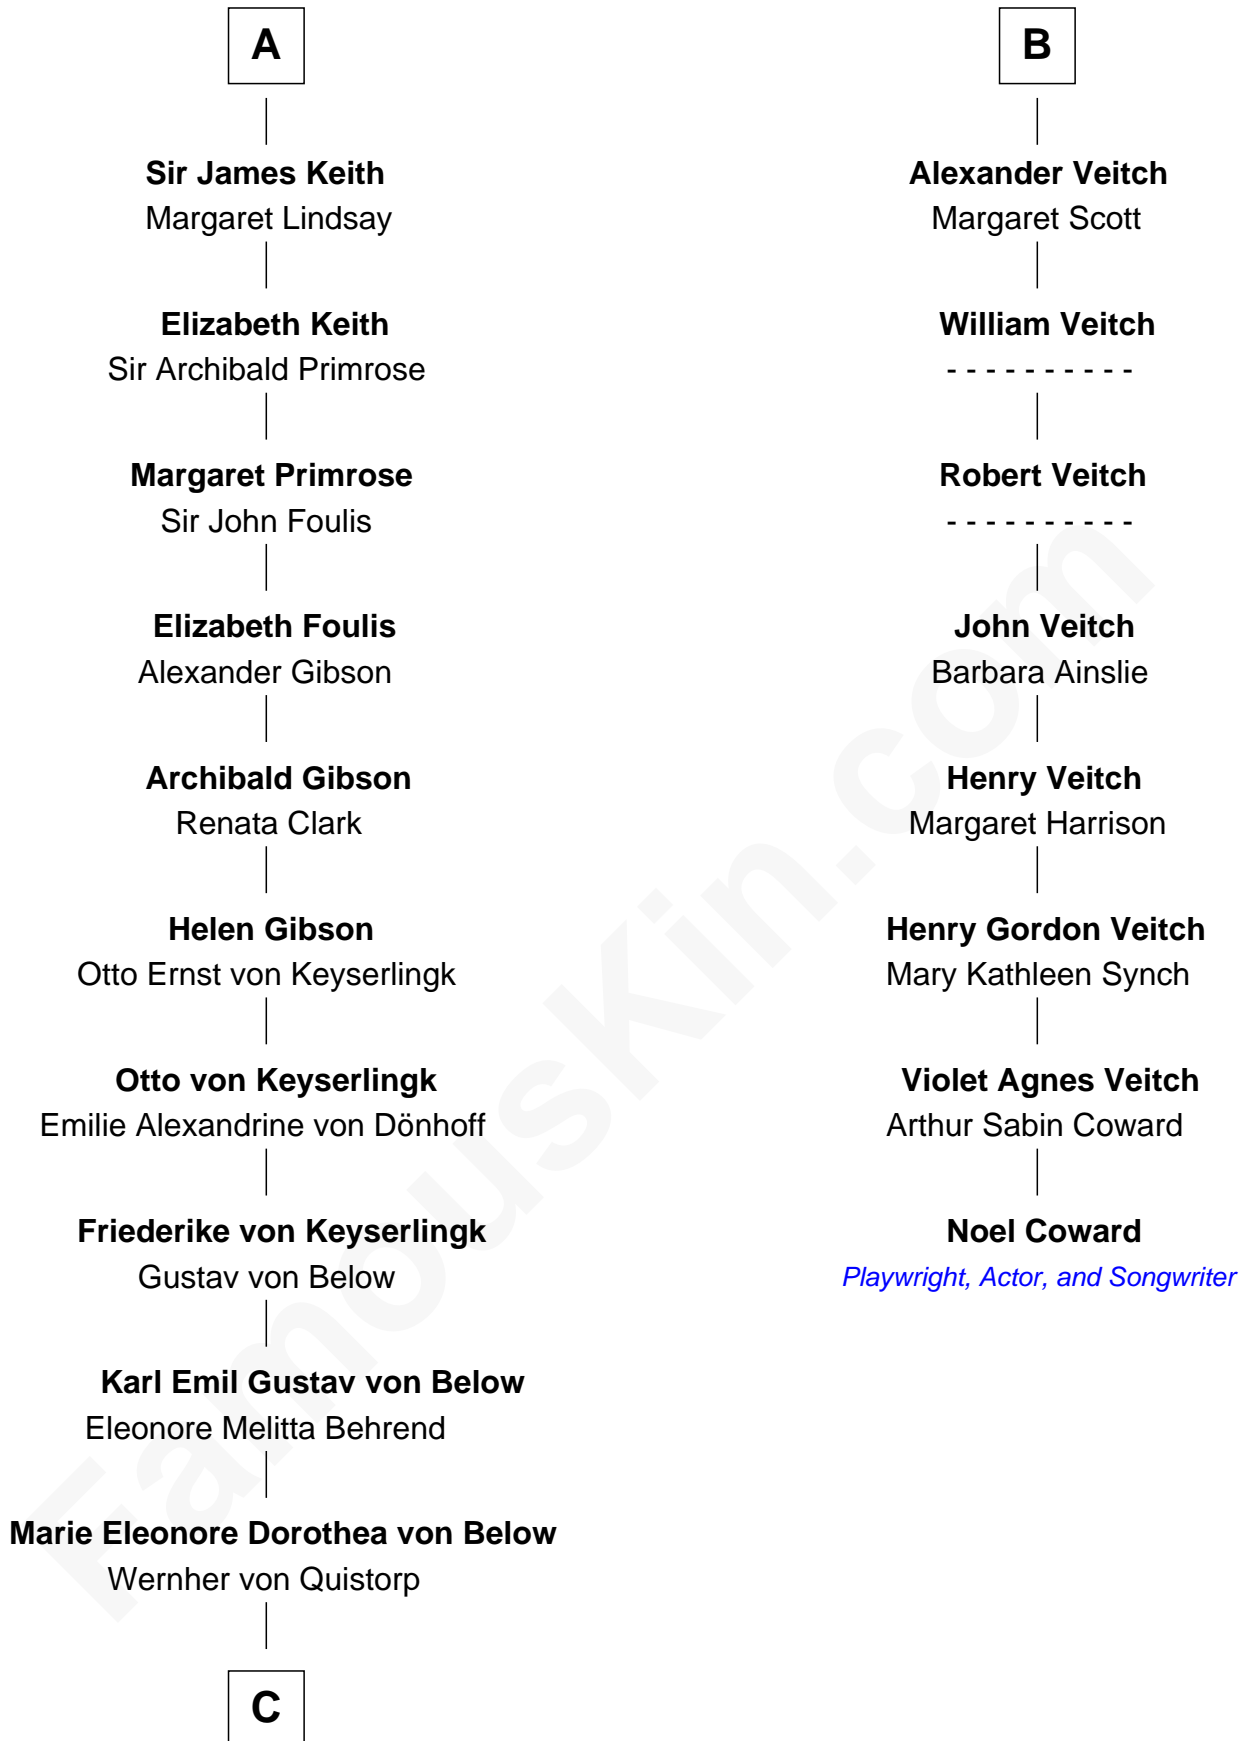 A
Sir James Keith
Margaret Lindsay
Elizabeth Keith
Sir Archibald Primrose
Margaret Primrose
Sir John Foulis
Elizabeth Foulis
Alexander Gibson
Archibald Gibson
Renata Clark
Helen Gibson
Otto Ernst von Keyserlingk
Otto von Keyserlingk
Emilie Alexandrine von Dönhoff
Friederike von Keyserlingk
Gustav von Below
Karl Emil Gustav von Below
Eleonore Melitta Behrend
Marie Eleonore Dorothea von Below
Wernher von Quistorp
C
B
Alexander Veitch
Margaret Scott
William Veitch
- - - - - - - - - -
Robert Veitch
- - - - - - - - - -
John Veitch
Barbara Ainslie
Henry Veitch
Margaret Harrison
Henry Gordon Veitch
Mary Kathleen Synch
Violet Agnes Veitch
Arthur Sabin Coward
Noel Coward
Playwright, Actor, and Songwriter
FamousKin.com